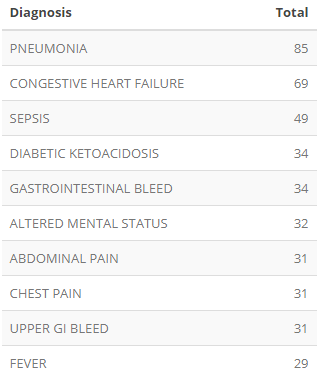 Diagnosis Total
PNEUMONIA 85
CONGESTIVE HEART FAILURE 69
SEPSIS 49
DIABETIC KETOACIDOSIS 34
GASTROINTESTINAL BLEED 34
ALTERED MENTAL STATUS 32
ABDOMINAL PAIN 31
CHEST PAIN 31
UPPER GI BLEED 31
FEVER 29